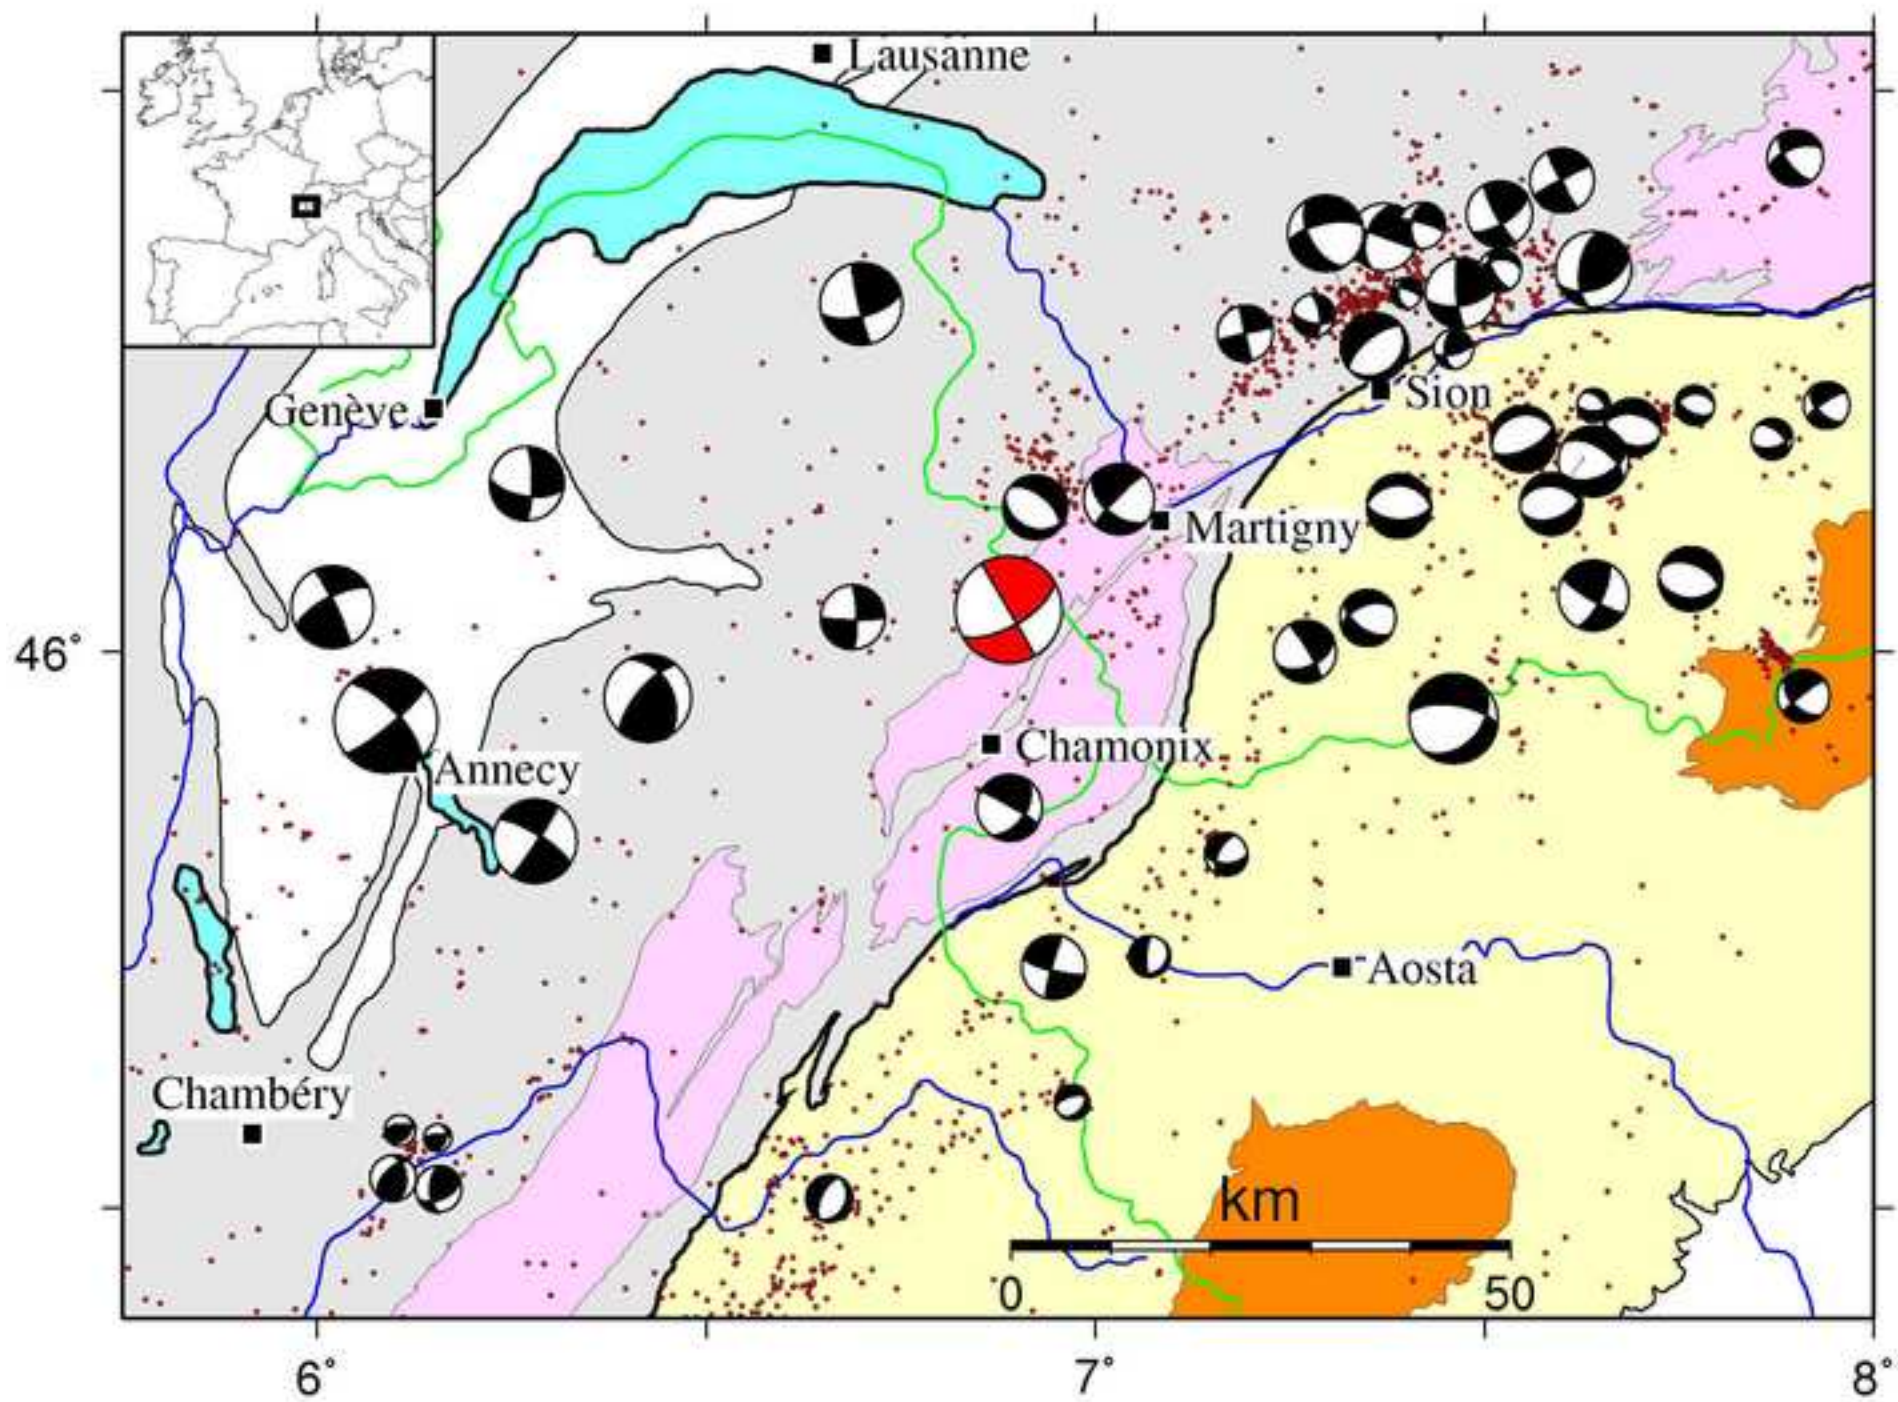 Lausanne
Genève
Sion
Martigny
46°
Chamonix
Annecy
Aosta
Chambéry
km
0 50
6° 7° 8°